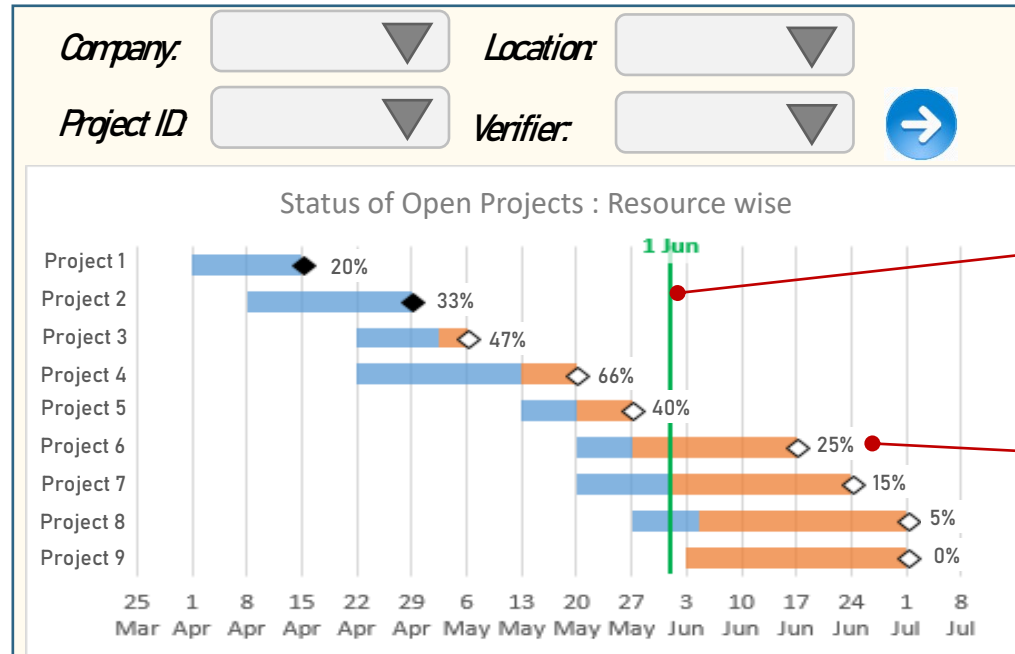 Company: Location:
Project ID: Verifier:
Status of Open Projects : Resource wise
1 Jun
Project 1 20%
Project 2 33%
Project 3 47%
Project 4 66%
Project 5 40%
Project 6 25%
Project 7 15%
Project 8 5%
Project 9 0%
25 1 8 15 22 29 6 13 20 27 3 10 17 24 1 8
Mar Apr Apr Apr Apr Apr May May May May Jun Jun Jun Jun Jul Jul